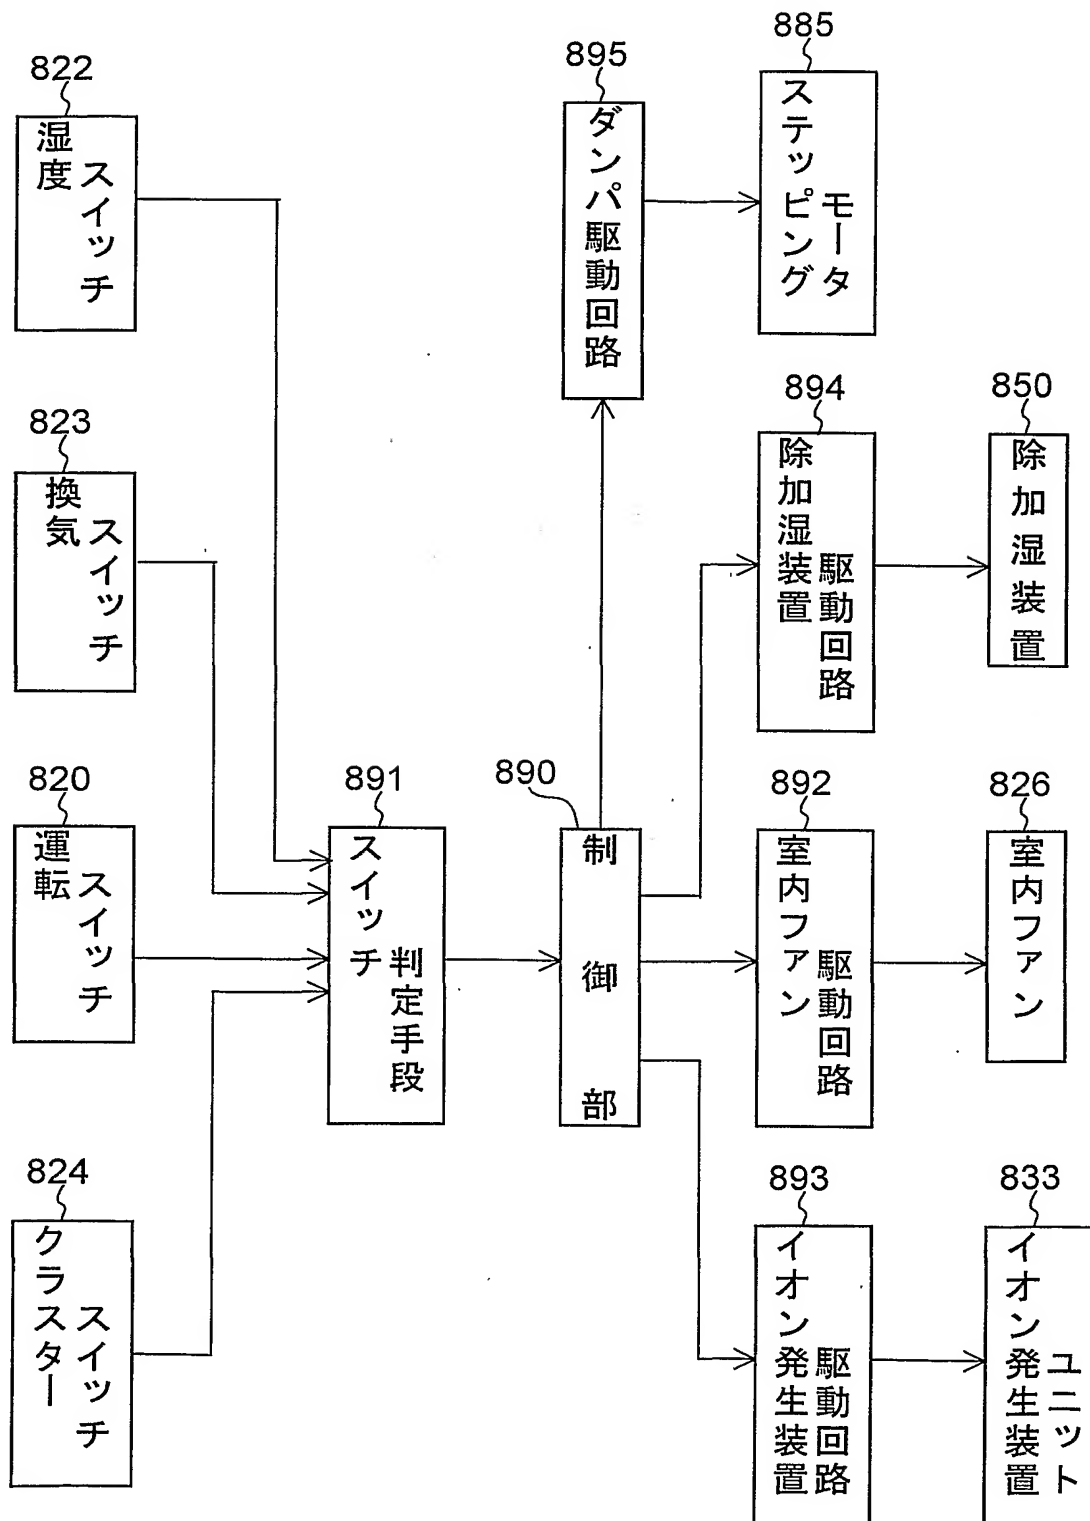 822
湿度
スイッチ
823
換気
スイッチ
820
運転
スイッチ
824
クラスター
スイッチ
891
スイッチ
判定手段
890
制御部
895
ダンパ駆動回路
885
ステッピング
モータ
894
除加湿装置
駆動回路
850
除加湿装置
892
室内ファン
駆動回路
826
室内ファン
893
イオン発生装置
駆動回路
833
イオン発生装置
ユニット